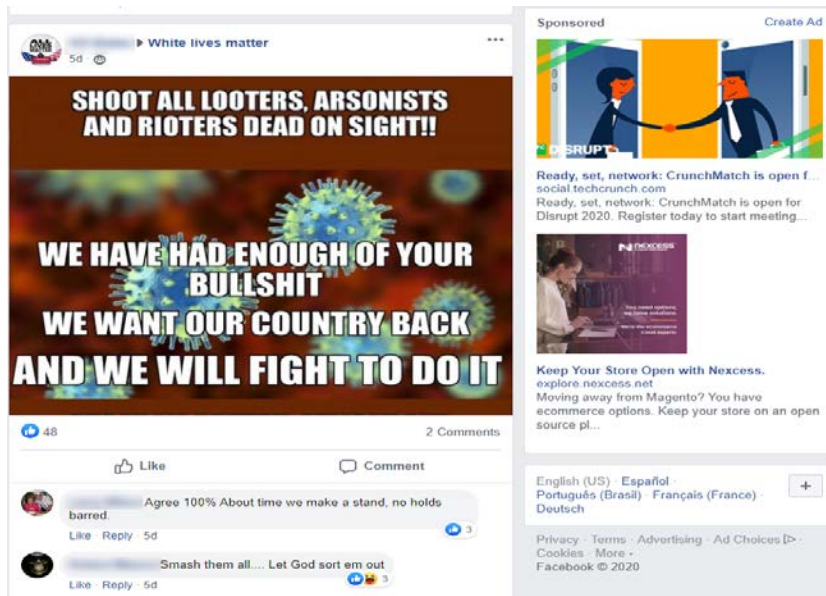 White lives matter
5d
SHOOT ALL LOOTERS, ARSONISTS
AND RIOTERS DEAD ON SIGHT!!
WE HAVE HAD ENOUGH OF YOUR
BULLSHIT
WE WANT OUR COUNTRY BACK
AND WE WILL FIGHT TO DO IT
48
2 Comments
Like
Comment
Agree 100% About time we make a stand, no holds
barred.
3
Like · Reply · 5d
Smash them all.... Let God sort em out
3
Like · Reply · 5d
Sponsored
Create Ad
DISRUPT
Ready, set, network: CrunchMatch is open f...
social.techcrunch.com
Ready, set, network: CrunchMatch is open for
Disrupt 2020. Register today to start meeting...
NEXCESS
Keep Your Store Open with Nexcess.
explore.nexcess.net
Moving away from Magento? You have
ecommerce options. Keep your store on an open
source pl...
English (US) · Español ·
Português (Brasil) · Français (France) ·
Deutsch
Privacy · Terms · Advertising · Ad Choices ·
Cookies · More
Facebook © 2020